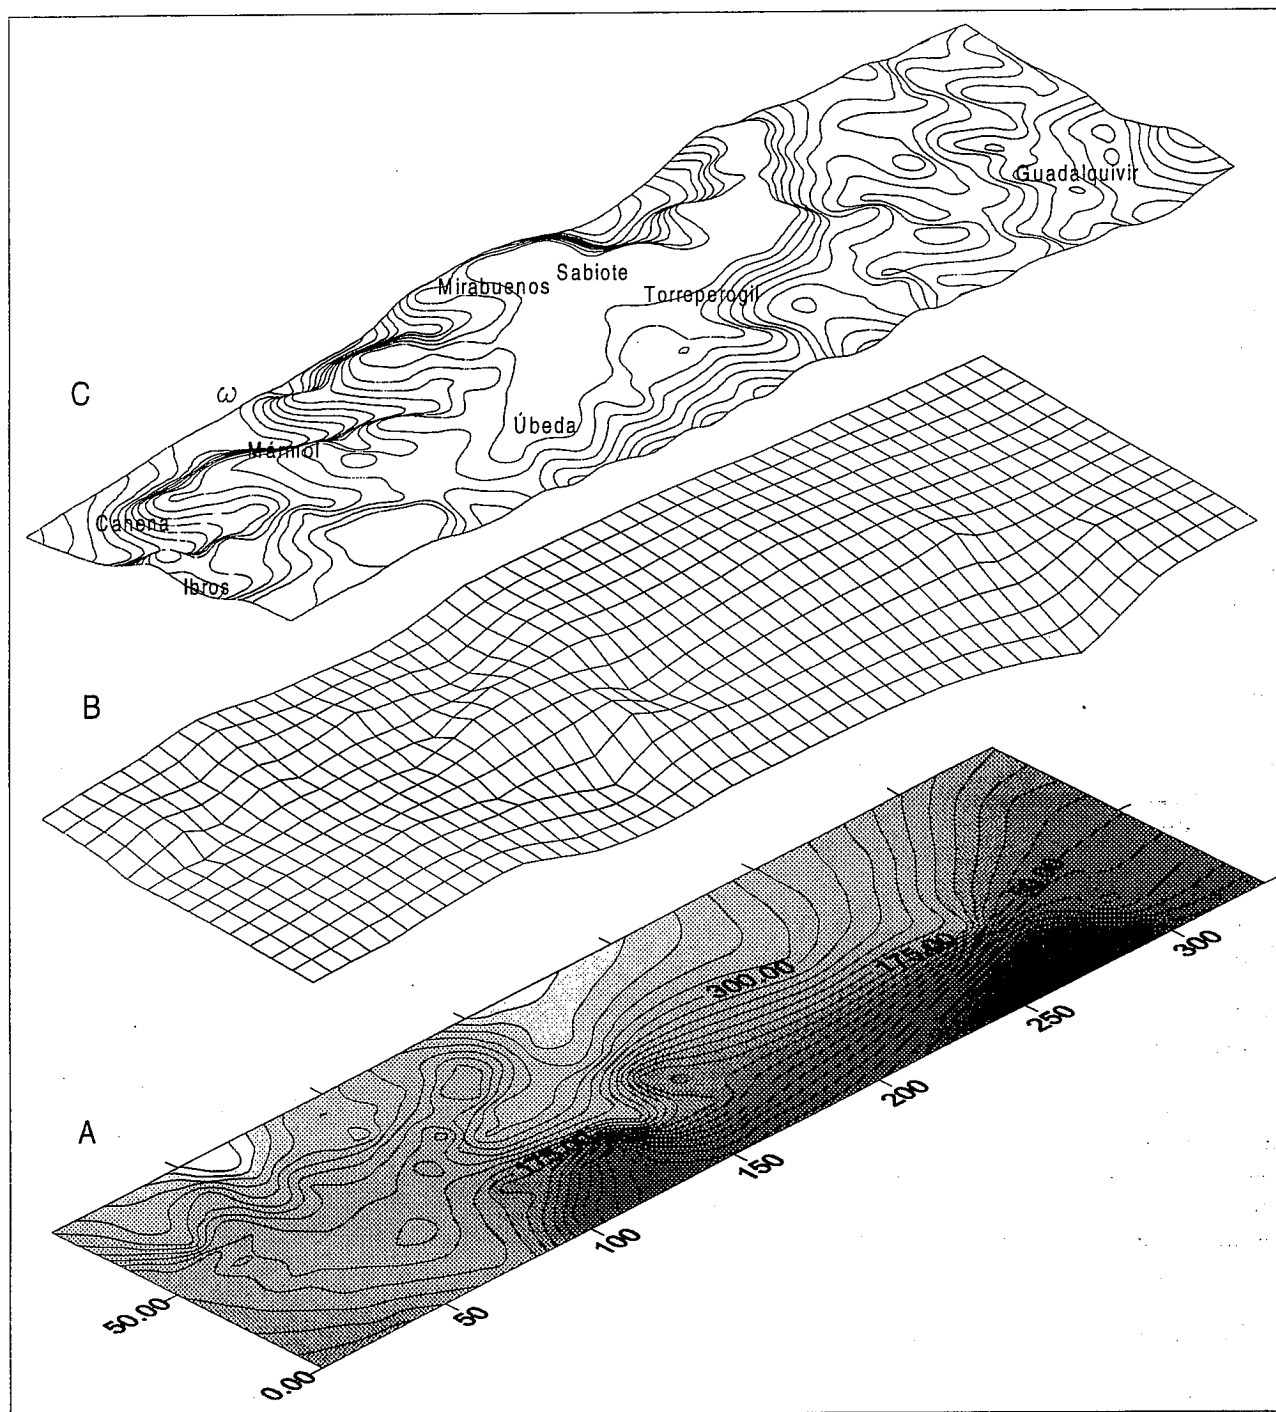 Guadalquivir
Sabiote
Mirabuenos
Torreperogil
C
ω
Úbeda
Mármol
Canena
Ibros
B
300.00
175.00
300
250
200
A
175.00
150
100
50.00
50
0.00